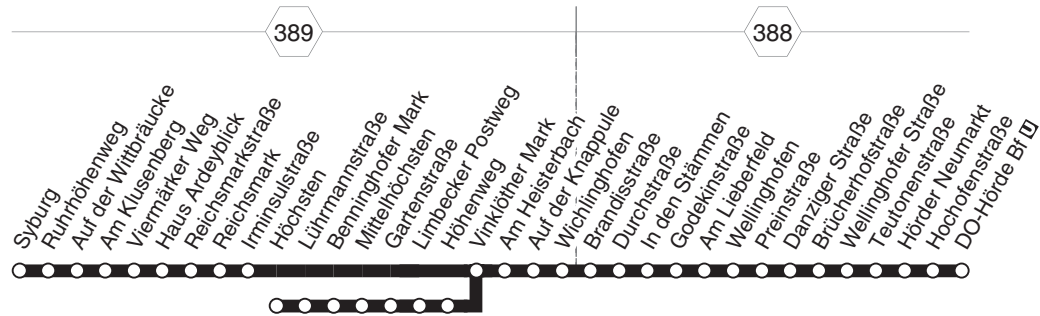 389
388
Syburg
Ruhrhöhenweg
Auf der Wittbräucke
Am Klusenberg
Viermärker Weg
Haus Ardeyblick
Reichsmarkstraße
Reichsmark
Irminsulstraße
Höchsten
Lührmannstraße
Benninghofer Mark
Mittelhöchsten
Gartenstraße
Limbecker Postweg
Höhenweg
Vinklöther Mark
Am Heisterbach
Auf der Knappule
Wichlinghofen
Brandisstraße
Durchstraße
In den Stämmen
Godekinstraße
Am Lieberfeld
Wellinghofen
Preinstraße
Danziger Straße
Brücherhofstraße
Wellinghofer Straße
Teutonenstraße
Hörder Neumarkt
Hochofenstraße
DO-Hörde Bf U